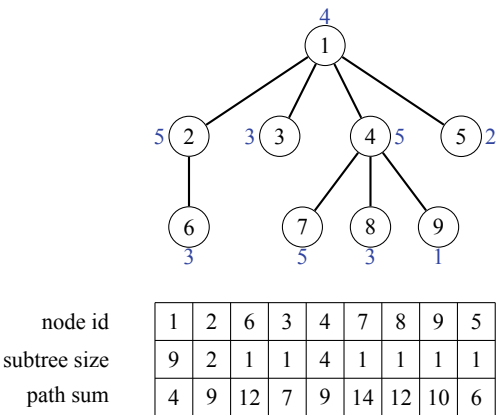 4
1
5 2 3 3 4 5 5 2
6 7 8 9
3 5 3 1
node id 1 2 6 3 4 7 8 9 5
subtree size 9 2 1 1 4 1 1 1 1
path sum 4 9 12 7 9 14 12 10 6